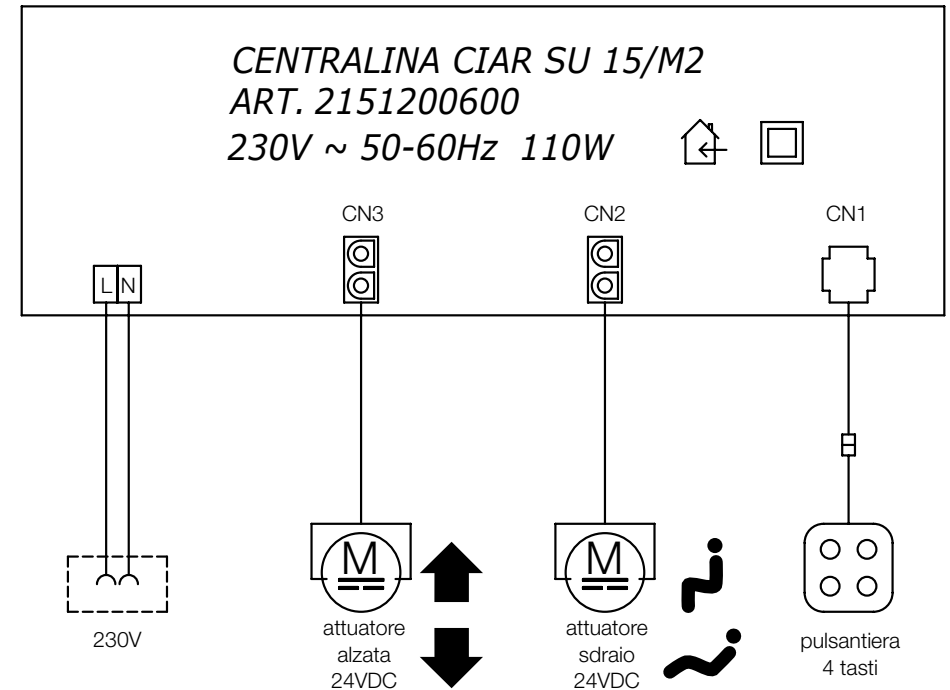 CENTRALINA CIAR SU 15/M2
ART. 2151200600
230V ~ 50-60Hz 110W
CN3
CN2
CN1
L N
M
M
230V
attuatore
alzata
24VDC
attuatore
sdraio
24VDC
pulsantiera
4 tasti